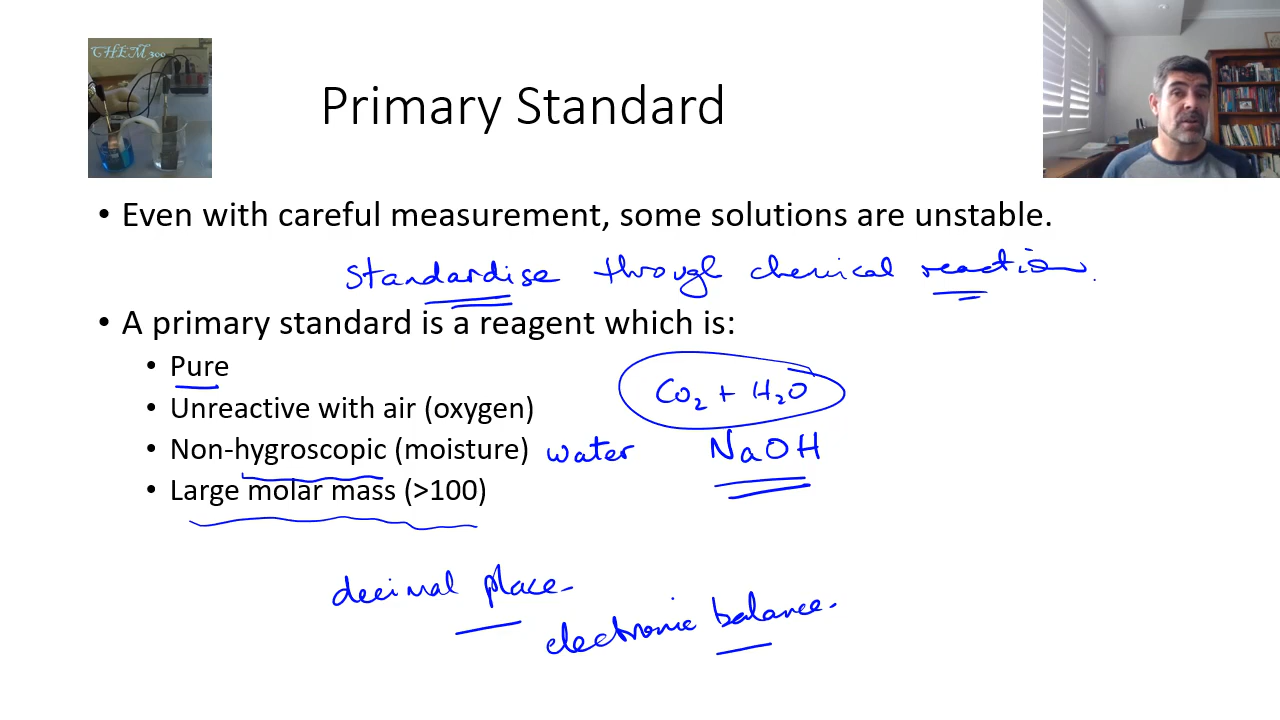 CHEM300
Primary Standard
• Even with careful measurement, some solutions are unstable.
standardise through chemical reaction.
• A primary standard is a reagent which is:
• Pure
• Unreactive with air (oxygen)
CO2 + H2O
• Non-hygroscopic (moisture) water NaOH
• Large molar mass (>100)
decimal place.
electronic balance.